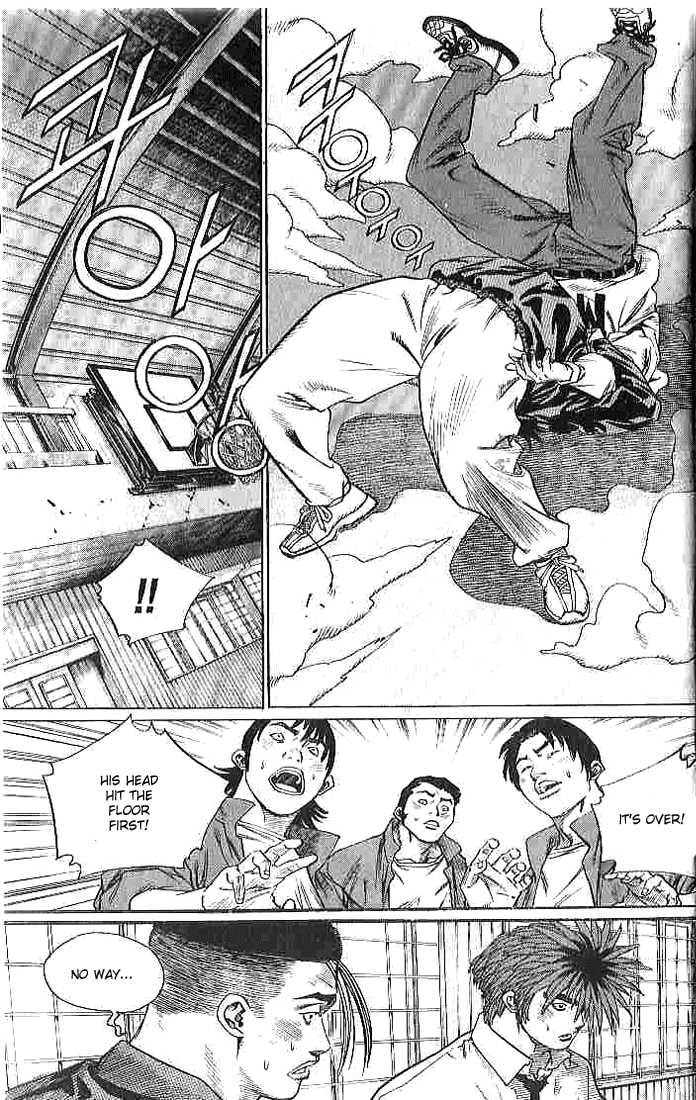 !!
HIS HEAD
HIT THE
FLOOR
FIRST!
IT'S OVER!
NO WAY...